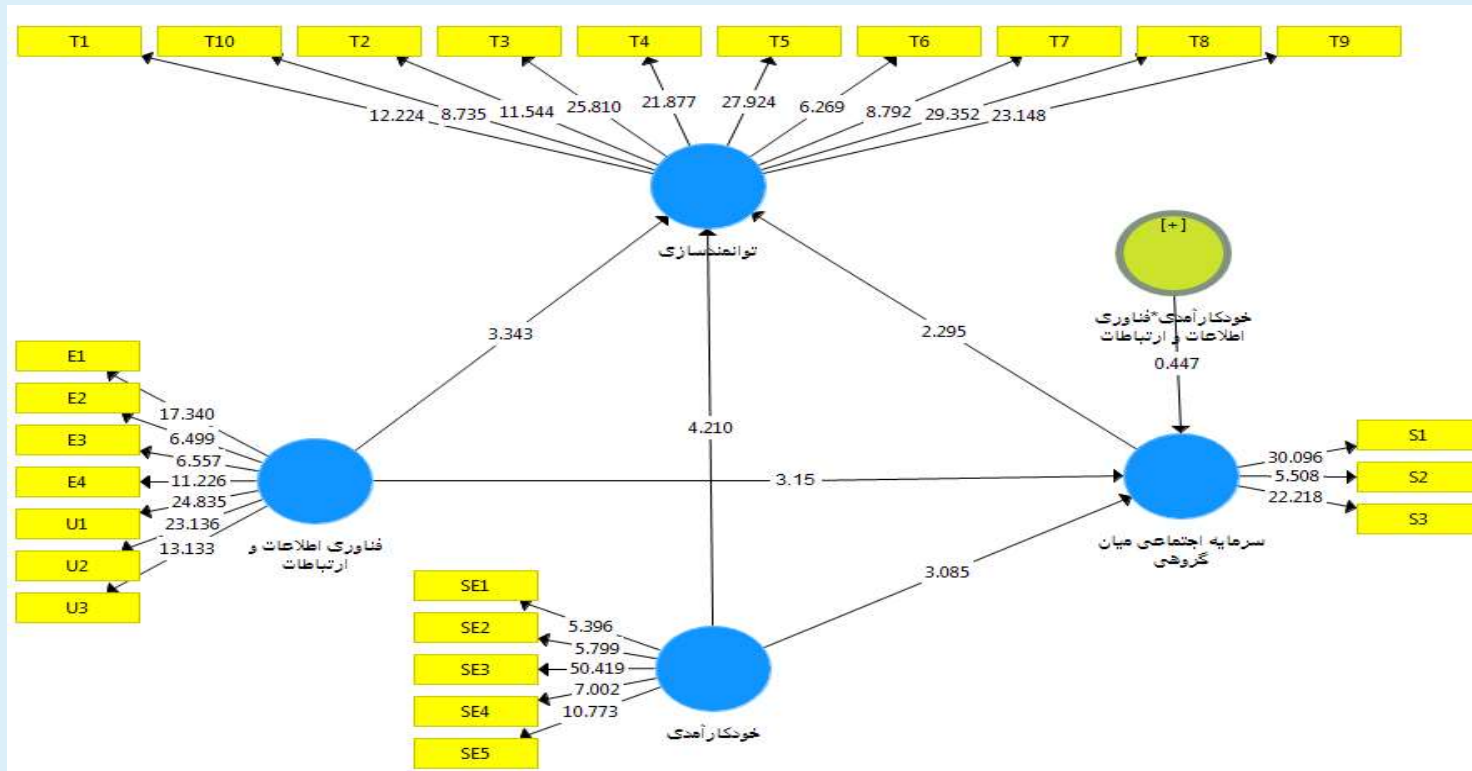 T1
T10
T2
T3
T4
T5
T6
T7
T8
T9
12.224
8.735
11.544
25.810
21.877
27.924
6.269
8.792
29.352
23.148
توانمندسازی
[+]
خودکارآمدی*فناوری
اطلاعات و ارتباطات
3.343
2.295
0.447
4.210
3.15
3.085
E1
E2
E3
E4
U1
U2
U3
17.340
6.499
6.557
11.226
24.835
23.136
13.133
فناوری اطلاعات و
ارتباطات
S1
S2
S3
30.096
5.508
22.218
سرمایه اجتماعی میان
گروهی
SE1
SE2
SE3
SE4
SE5
5.396
5.799
50.419
7.002
10.773
خودکارآمدی